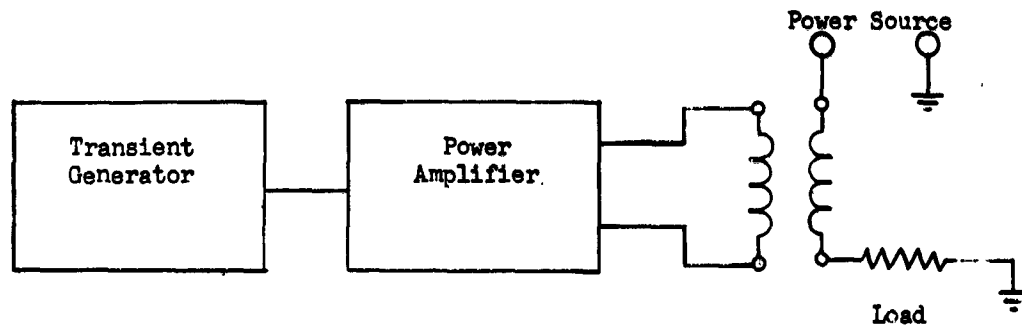 Power Source
Transient
Generator
Power
Amplifier.
Load